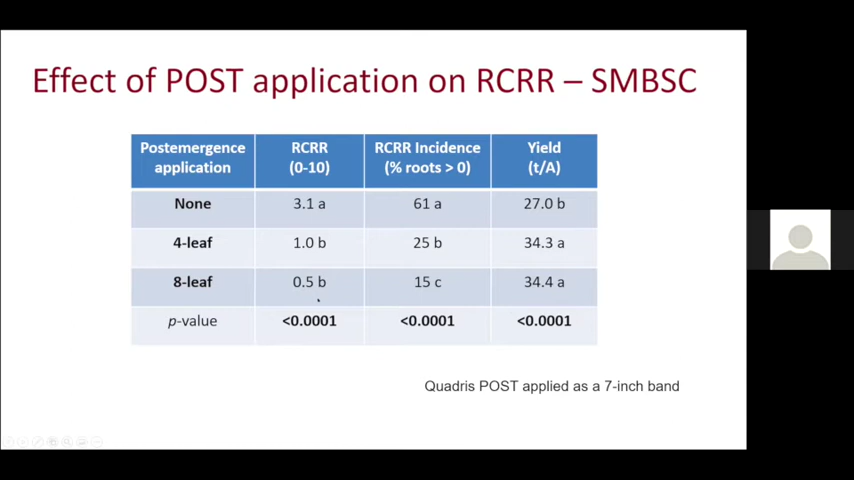 Effect of POST application on RCRR – SMBSC
Postemergence application RCRR (0-10) RCRR Incidence (% roots > 0) Yield (t/A)
None 3.1 a 61 a 27.0 b
4-leaf 1.0 b 25 b 34.3 a
8-leaf 0.5 b 15 c 34.4 a
p-value <0.0001 <0.0001 <0.0001
Quadris POST applied as a 7-inch band